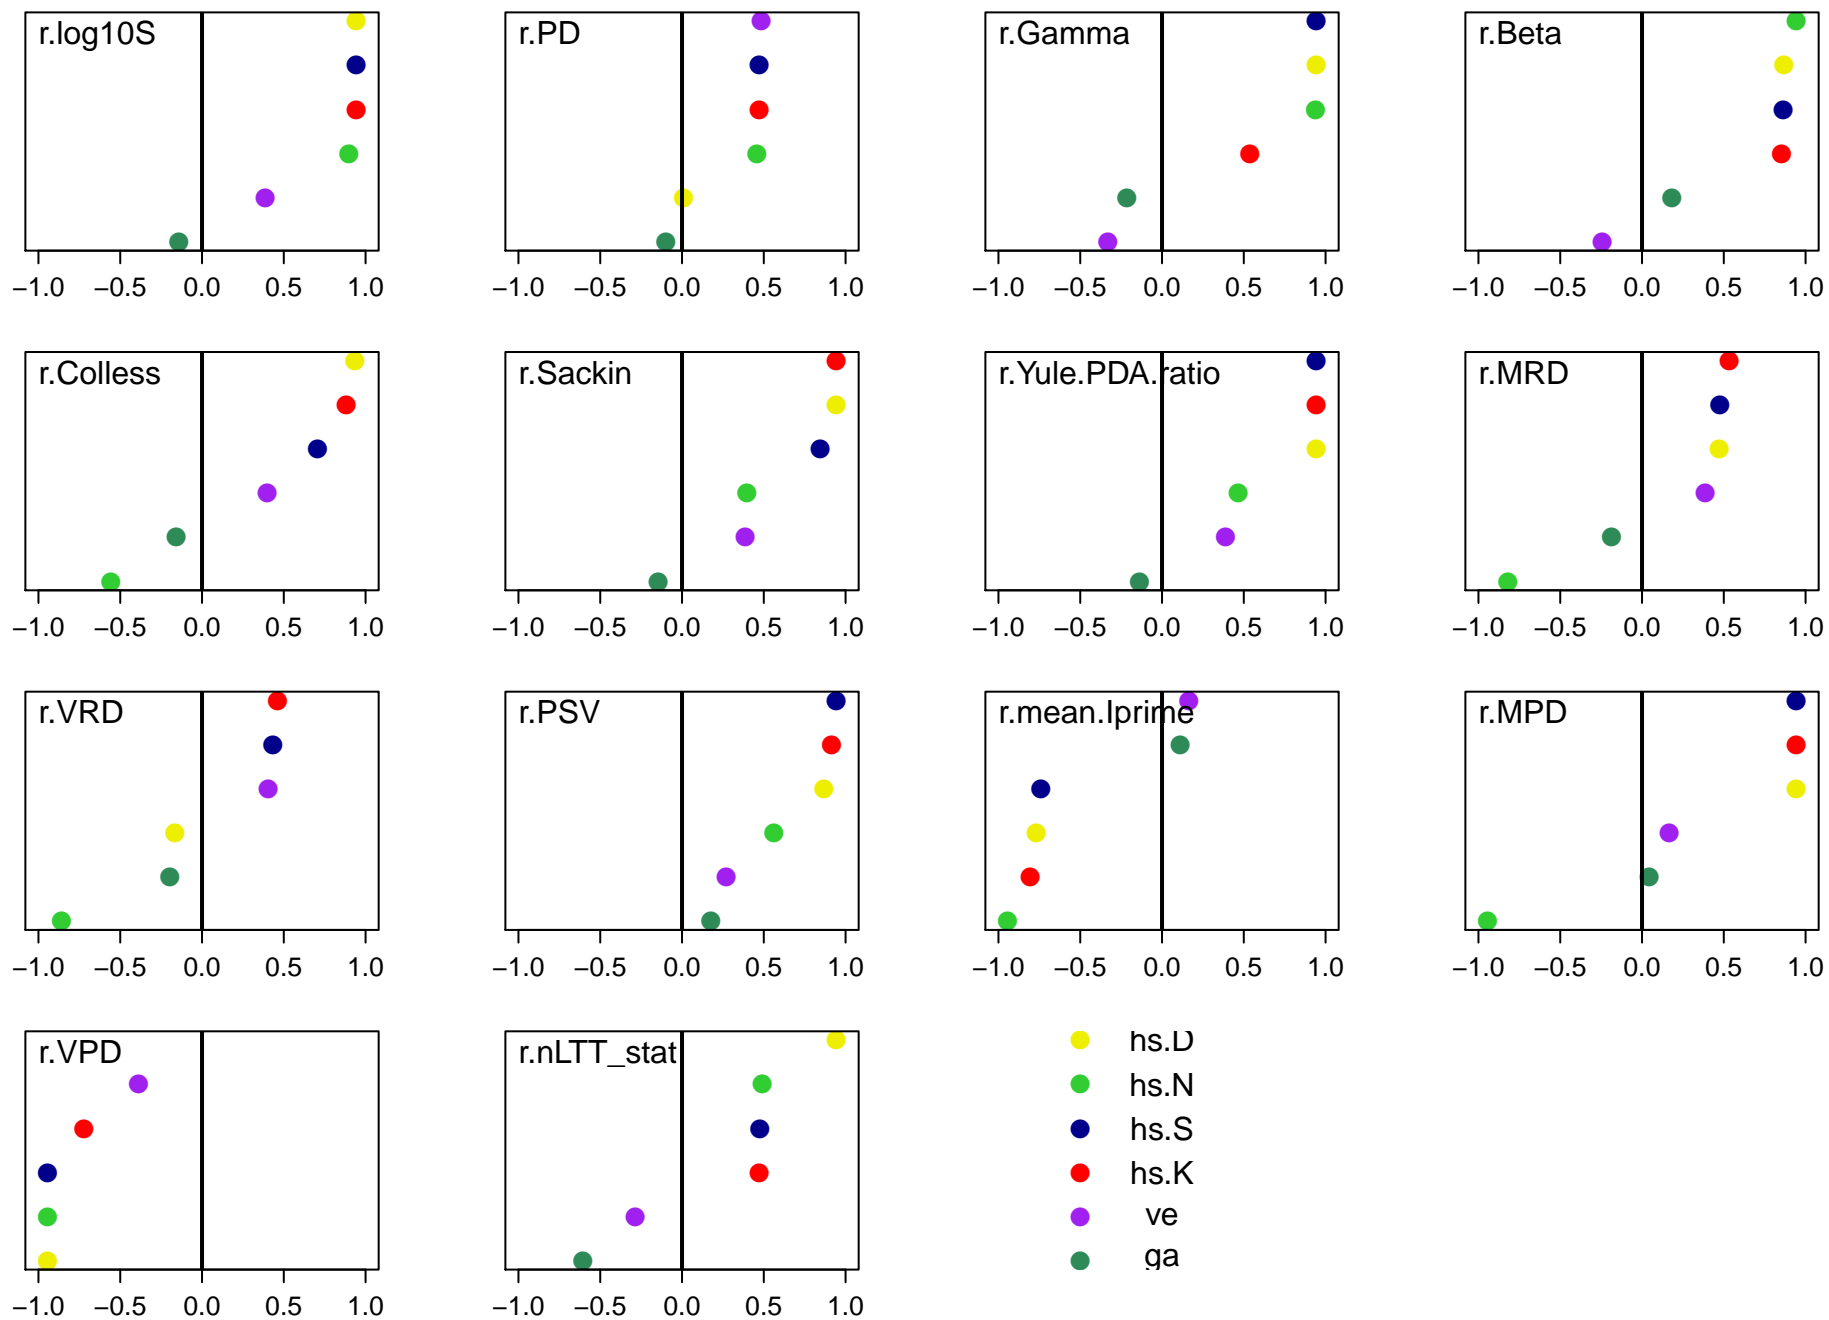 r.log10S r.PD r.Gamma r.Beta
−1.0 −0.5 0.0 0.5 1.0 −1.0 −0.5 0.0 0.5 1.0 −1.0 −0.5 0.0 0.5 1.0 −1.0 −0.5 0.0 0.5 1.0
r.Colless r.Sackin r.Yule.PDA.ratio r.MRD
−1.0 −0.5 0.0 0.5 1.0 −1.0 −0.5 0.0 0.5 1.0 −1.0 −0.5 0.0 0.5 1.0 −1.0 −0.5 0.0 0.5 1.0
r.VRD r.PSV r.mean.Iprime r.MPD
−1.0 −0.5 0.0 0.5 1.0 −1.0 −0.5 0.0 0.5 1.0 −1.0 −0.5 0.0 0.5 1.0 −1.0 −0.5 0.0 0.5 1.0
r.VPD r.nLTT_stat
−1.0 −0.5 0.0 0.5 1.0 −1.0 −0.5 0.0 0.5 1.0
hs.D
hs.N
hs.S
hs.K
ve
ga